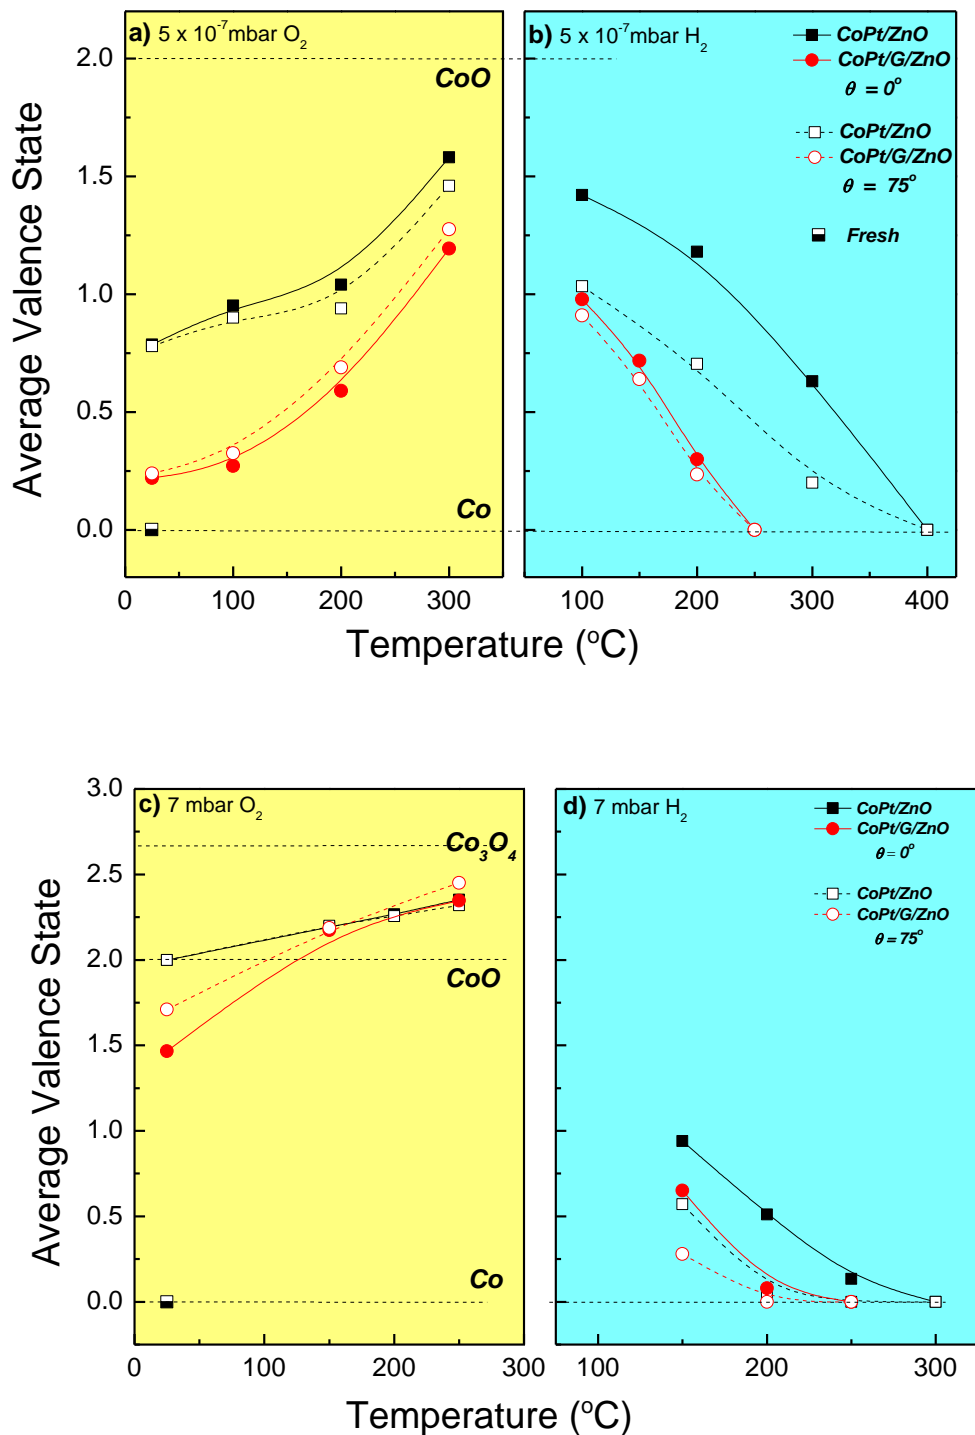 a) 5 x 10⁻⁷mbar O₂
b) 5 x 10⁻⁷mbar H₂
CoPt/ZnO
CoPt/G/ZnO
θ = 0°
CoPt/ZnO
CoPt/G/ZnO
θ = 75°
Fresh
CoO
Co
Average Valence State
2.0
1.5
1.0
0.5
0.0
0 100 200 300
100 200 300 400
Temperature (°C)
c) 7 mbar O₂
d) 7 mbar H₂
CoPt/ZnO
CoPt/G/ZnO
θ = 0°
CoPt/ZnO
CoPt/G/ZnO
θ = 75°
Co₃O₄
CoO
Co
Average Valence State
3.0
2.5
2.0
1.5
1.0
0.5
0.0
0 100 200 300
100 200 300
Temperature (°C)